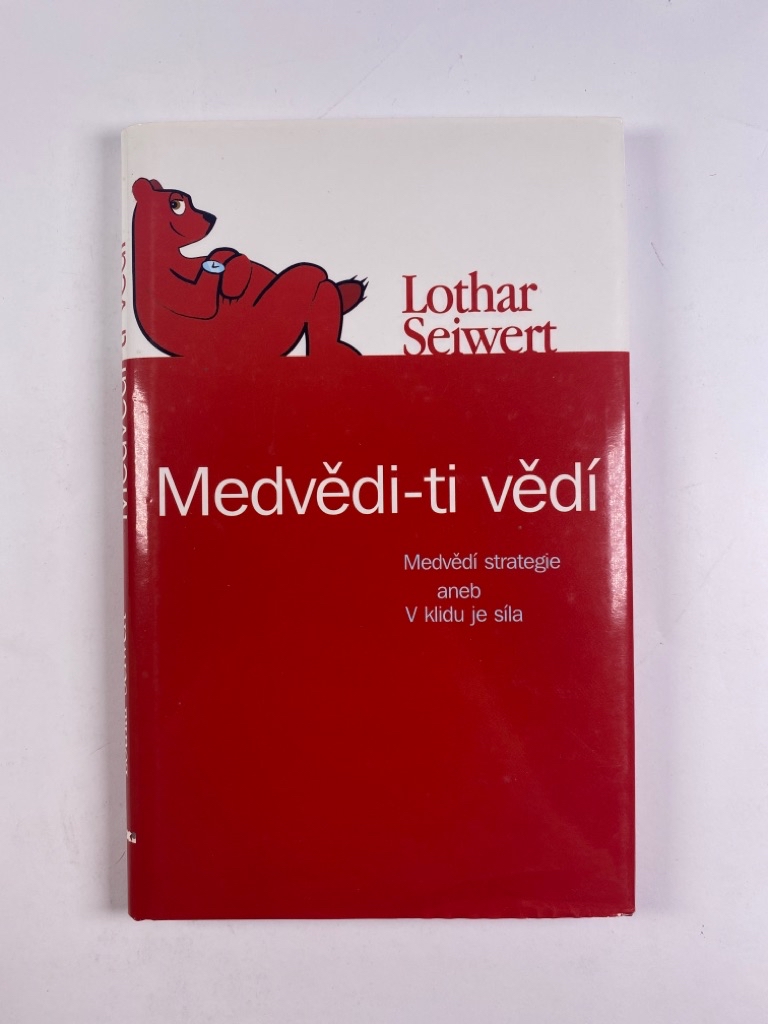 Lothar
Seiwert
Medvědi-ti vědí
Medvědí strategie
aneb
V klidu je síla